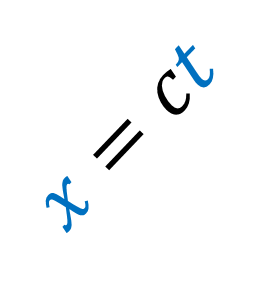 x = ct